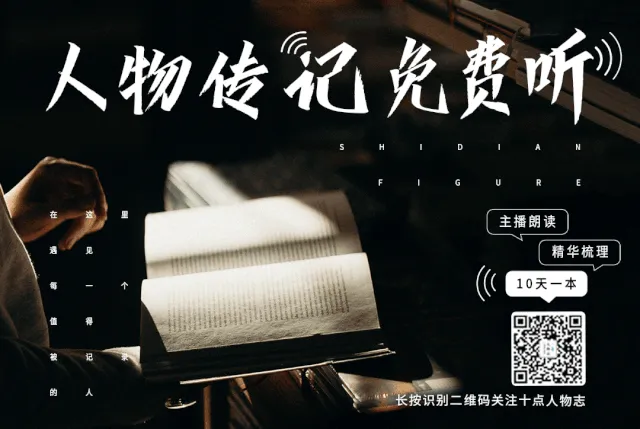 人物传记免费听
SHIDIAN
FIGURE
在这里
遇见
每一个
值得
被记录
的人
主播朗读
精华梳理
10天一本
长按识别二维码关注十点人物志